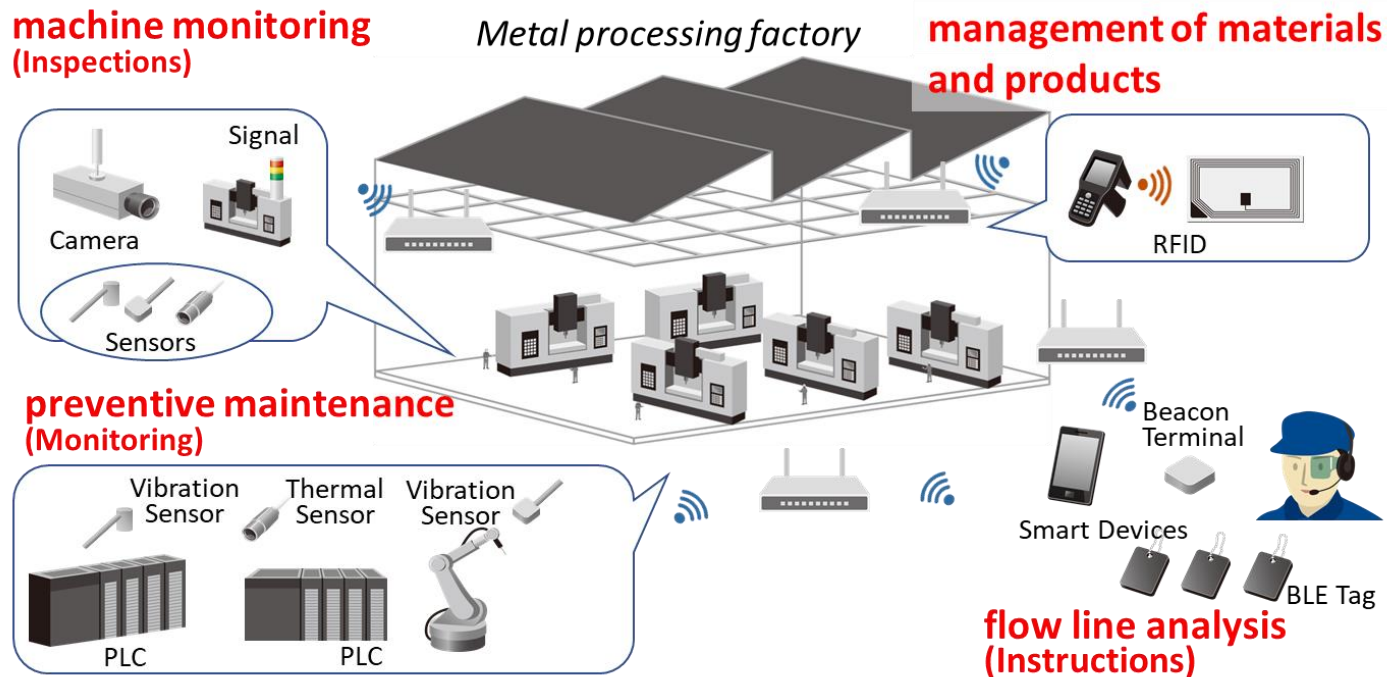 machine monitoring
(Inspections)
Metal processing factory
management of materials
and products
Signal
Camera
Sensors
RFID
preventive maintenance
(Monitoring)
Vibration
Sensor
Thermal
Sensor
Vibration
Sensor
PLC
PLC
Beacon
Terminal
Smart Devices
BLE Tag
flow line analysis
(Instructions)